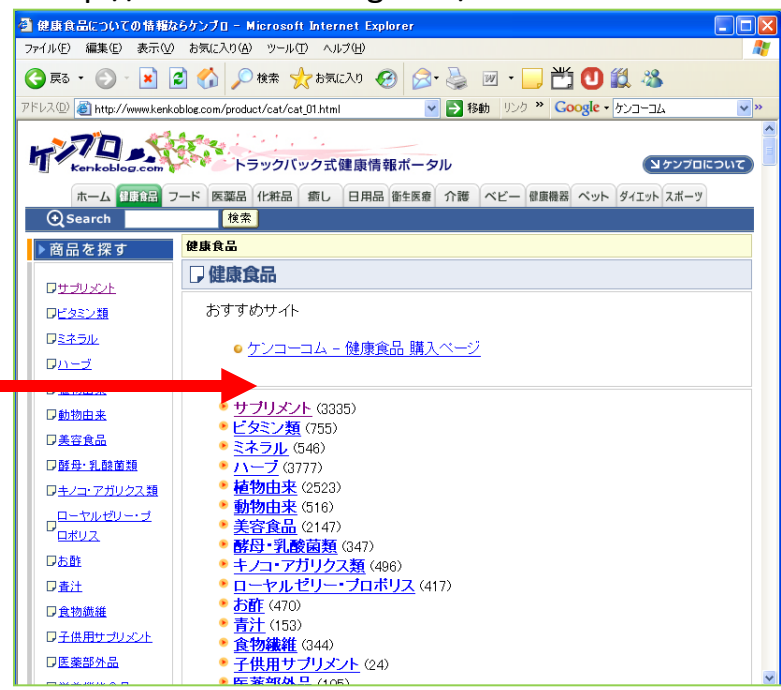 健康食品についての情報ならケンブロ - Microsoft Internet Explorer
ファイル(F) 編集(E) 表示(V) お気に入り(A) ツール(T) ヘルプ(H)
戻る 検索 お気に入り
アドレス(D) http://www.kenkoblog.com/product/cat/cat_01.html 移動 リンク » Google ケンコーコム »
ケンブロ
Kenkoblog.com
トラックバック式健康情報ポータル
ケンブロについて
ホーム 健康食品 フード 医薬品 化粧品 癒し 日用品 衛生医療 介護 ベビー 健康機器 ペット ダイエット スポーツ
Search 検索
商品を探す
サプリメント
ビタミン類
ミネラル
ハーブ
動物由来
美容食品
酵母・乳酸菌類
キノコ・アガリクス類
ローヤルゼリー・プ
ロポリス
お酢
青汁
食物繊維
子供用サプリメント
医薬部外品
健康食品
健康食品
おすすめサイト
ケンコーコム - 健康食品 購入ページ
サプリメント (3335)
ビタミン類 (755)
ミネラル (546)
ハーブ (3777)
植物由来 (2523)
動物由来 (516)
美容食品 (2147)
酵母・乳酸菌類 (347)
キノコ・アガリクス類 (496)
ローヤルゼリー・プロポリス (417)
お酢 (470)
青汁 (153)
食物繊維 (344)
子供用サプリメント (24)
医薬部外品 (105)